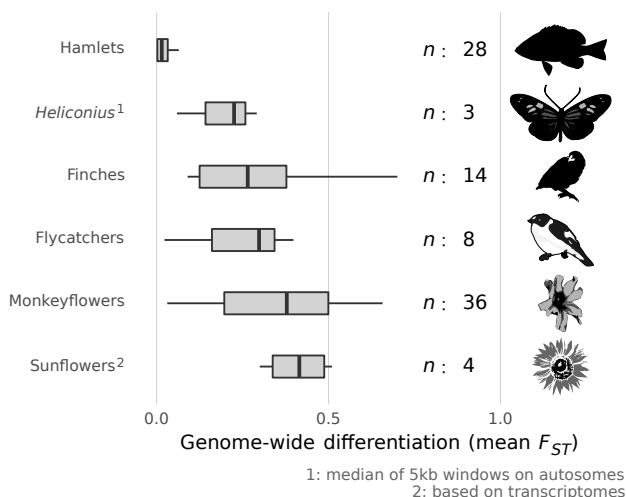 Hamlets n : 28
Heliconius1 n : 3
Finches n : 14
Flycatchers n : 8
Monkeyflowers n : 36
Sunflowers2 n : 4
0.0 0.5 1.0
Genome-wide differentiation (mean FST)
1: median of 5kb windows on autosomes
2: based on transcriptomes